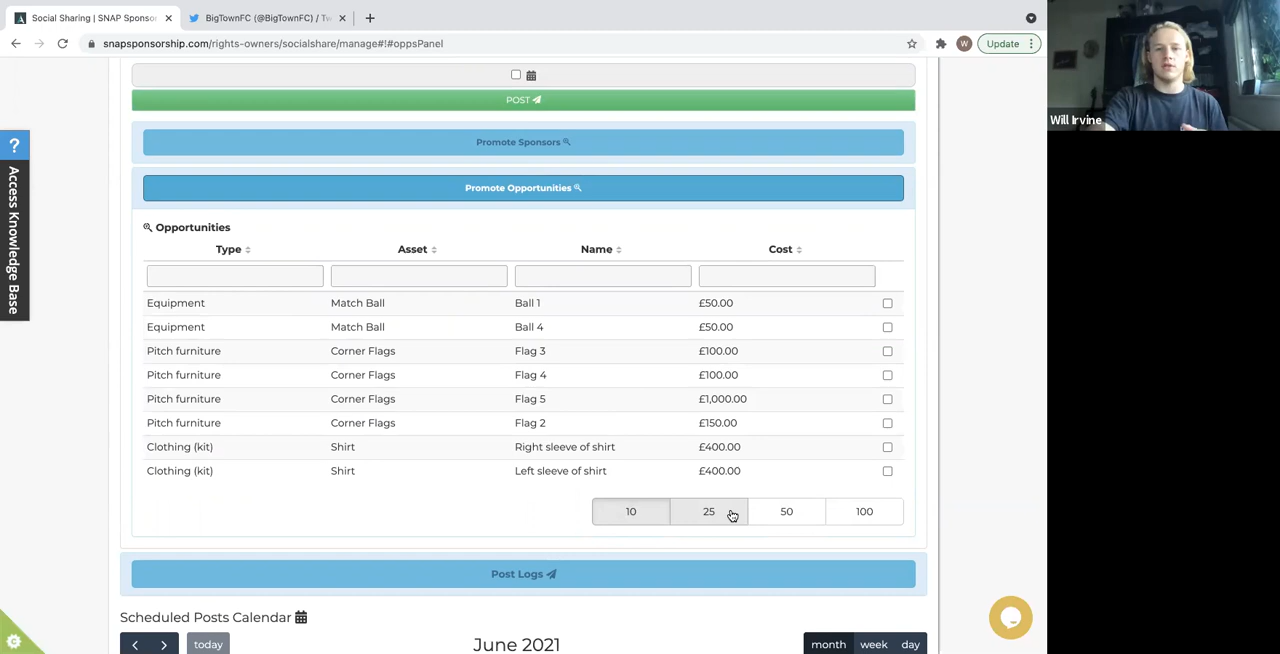 Social Sharing | SNAP Sponso
BigTownFC (@BigTownFC) / Tw
snapsponsorship.com/rights-owners/socialshare/manage#!#oppsPanel
W
Update
Will Irvine
POST
?
Access Knowledge Base
Promote Sponsors
Promote Opportunities
Opportunities
Type Asset Name Cost
Equipment Match Ball Ball 1 £50.00
Equipment Match Ball Ball 4 £50.00
Pitch furniture Corner Flags Flag 3 £100.00
Pitch furniture Corner Flags Flag 4 £100.00
Pitch furniture Corner Flags Flag 5 £1,000.00
Pitch furniture Corner Flags Flag 2 £150.00
Clothing (kit) Shirt Right sleeve of shirt £400.00
Clothing (kit) Shirt Left sleeve of shirt £400.00
10 25 50 100
Post Logs
Scheduled Posts Calendar
today June 2021 month week day